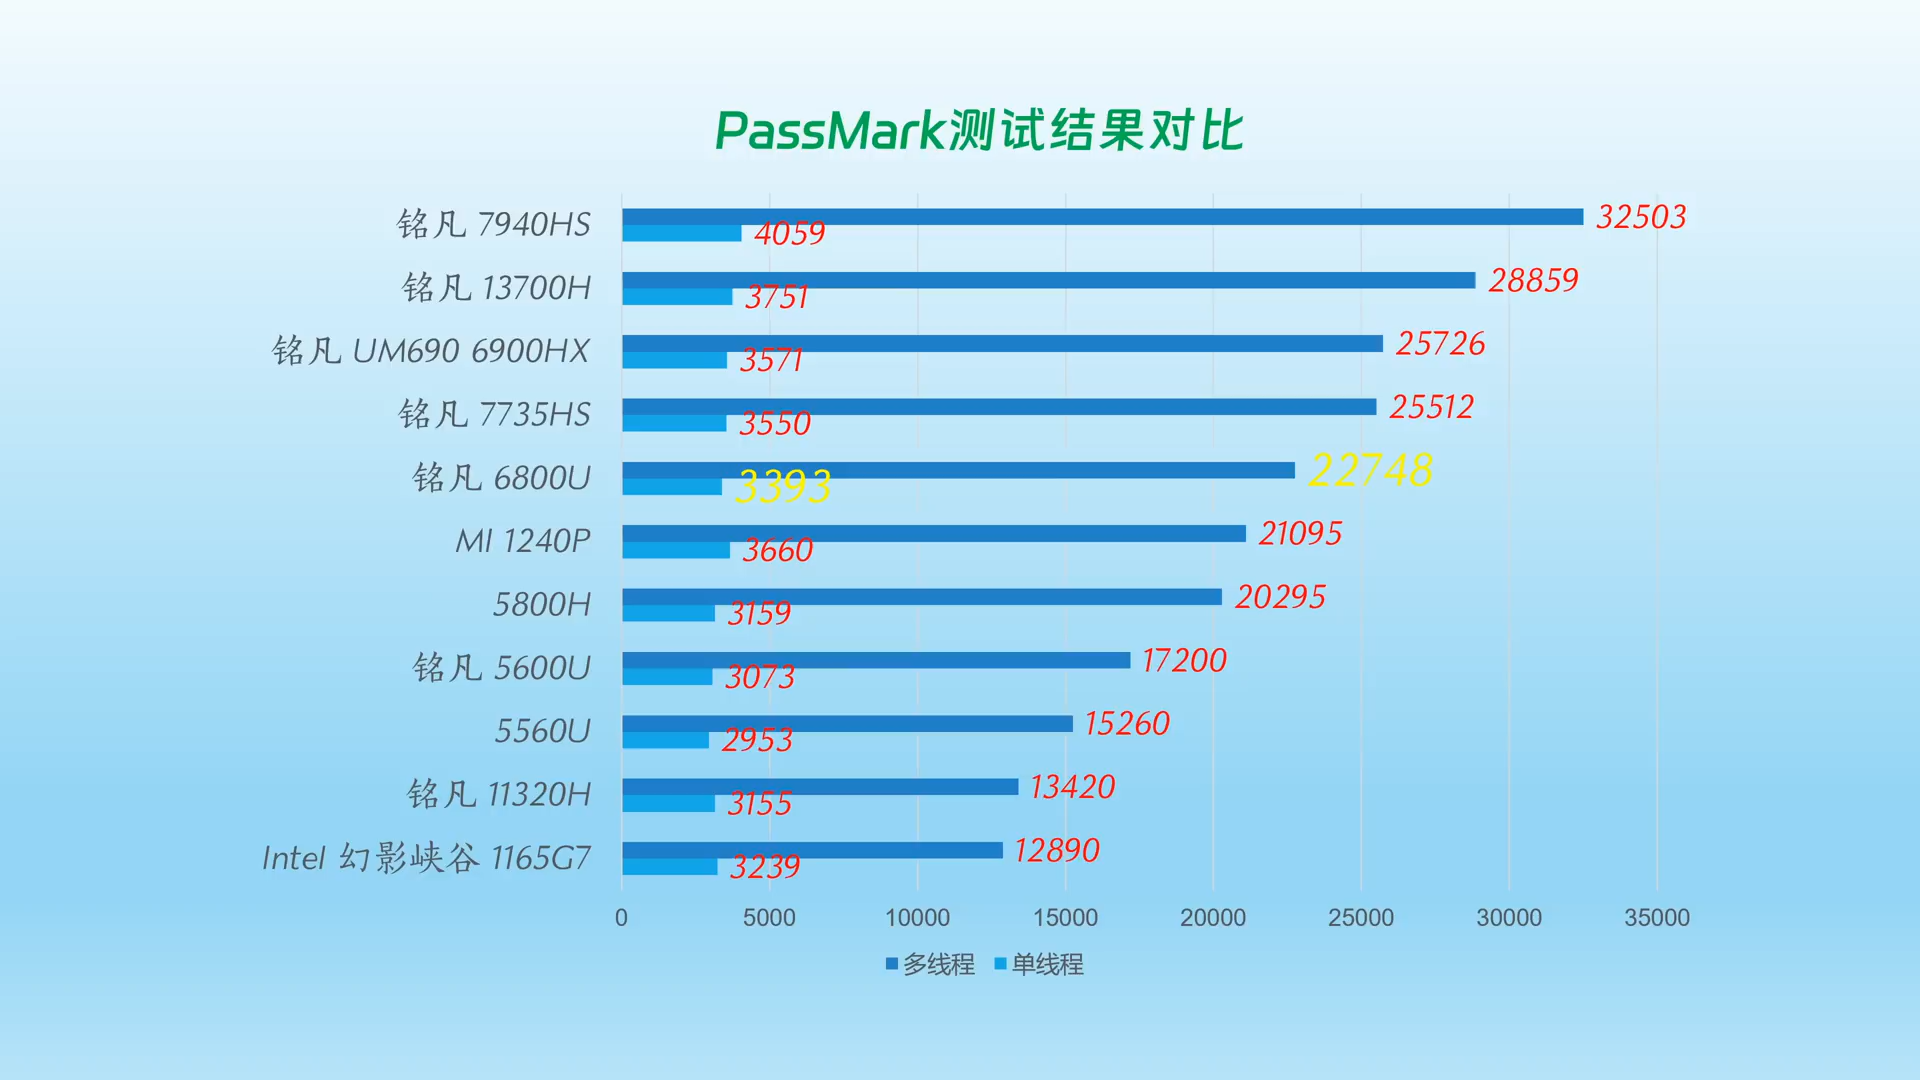 PassMark测试结果对比
铭凡 7940HS 32503
4059
铭凡 13700H 28859
3751
铭凡 UM690 6900HX 25726
3571
铭凡 7735HS 25512
3550
铭凡 6800U 22748
3393
MI 1240P 21095
3660
5800H 20295
3159
铭凡 5600U 17200
3073
5560U 15260
2953
铭凡 11320H 13420
3155
Intel 幻影峡谷 1165G7 12890
3239
0 5000 10000 15000 20000 25000 30000 35000
多线程 单线程